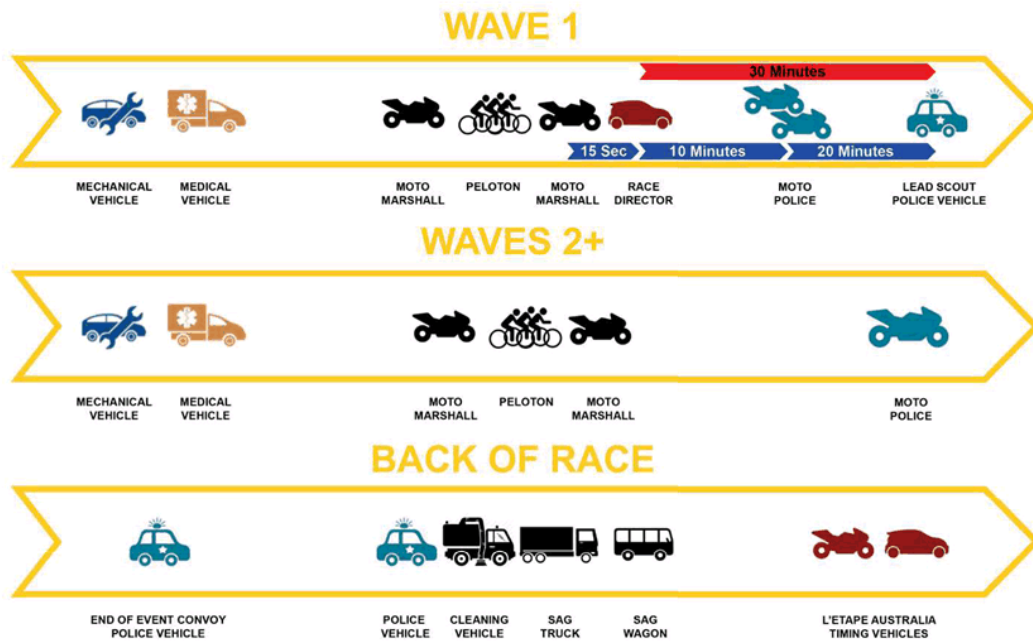 WAVE 1
30 Minutes
15 Sec
10 Minutes
20 Minutes
MECHANICAL
VEHICLE
MEDICAL
VEHICLE
MOTO
MARSHALL
PELOTON
MOTO
MARSHALL
RACE
DIRECTOR
MOTO
POLICE
LEAD SCOUT
POLICE VEHICLE
WAVES 2+
MECHANICAL
VEHICLE
MEDICAL
VEHICLE
MOTO
MARSHALL
PELOTON
MOTO
MARSHALL
MOTO
POLICE
BACK OF RACE
END OF EVENT CONVOY
POLICE VEHICLE
POLICE
VEHICLE
CLEANING
VEHICLE
SAG
TRUCK
SAG
WAGON
L'ETAPE AUSTRALIA
TIMING VEHICLES